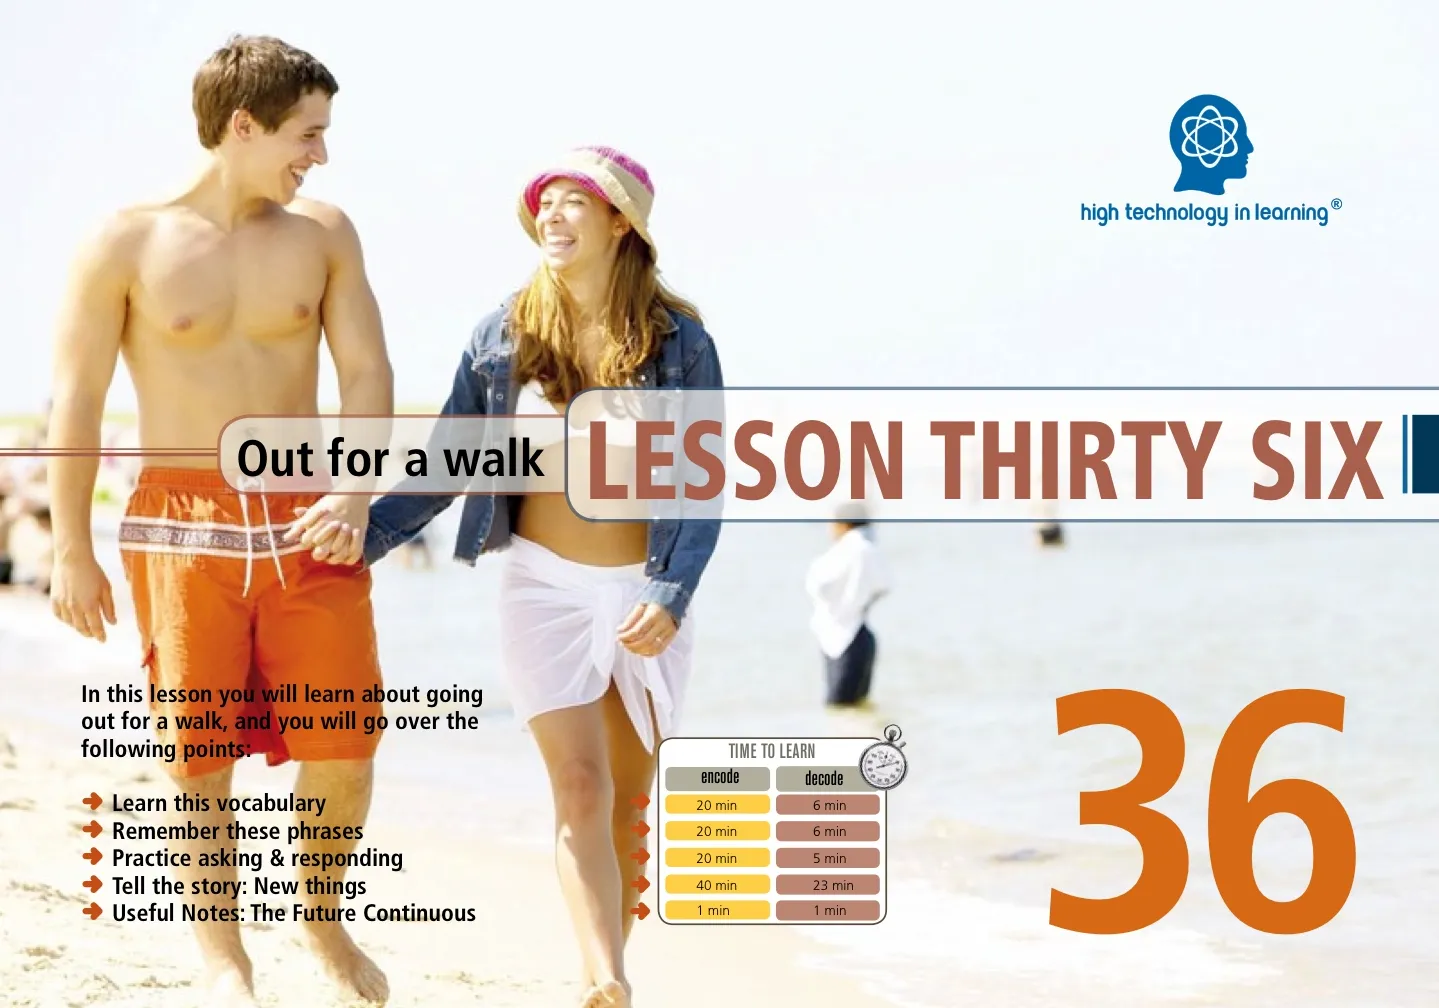 high technology in learning®
Out for a walk
LESSON THIRTY SIX
In this lesson you will learn about going
out for a walk, and you will go over the
following points:
Learn this vocabulary
Remember these phrases
Practice asking & responding
Tell the story: New things
Useful Notes: The Future Continuous
TIME TO LEARN
encode decode
20 min 6 min
20 min 6 min
20 min 5 min
40 min 23 min
1 min 1 min
36